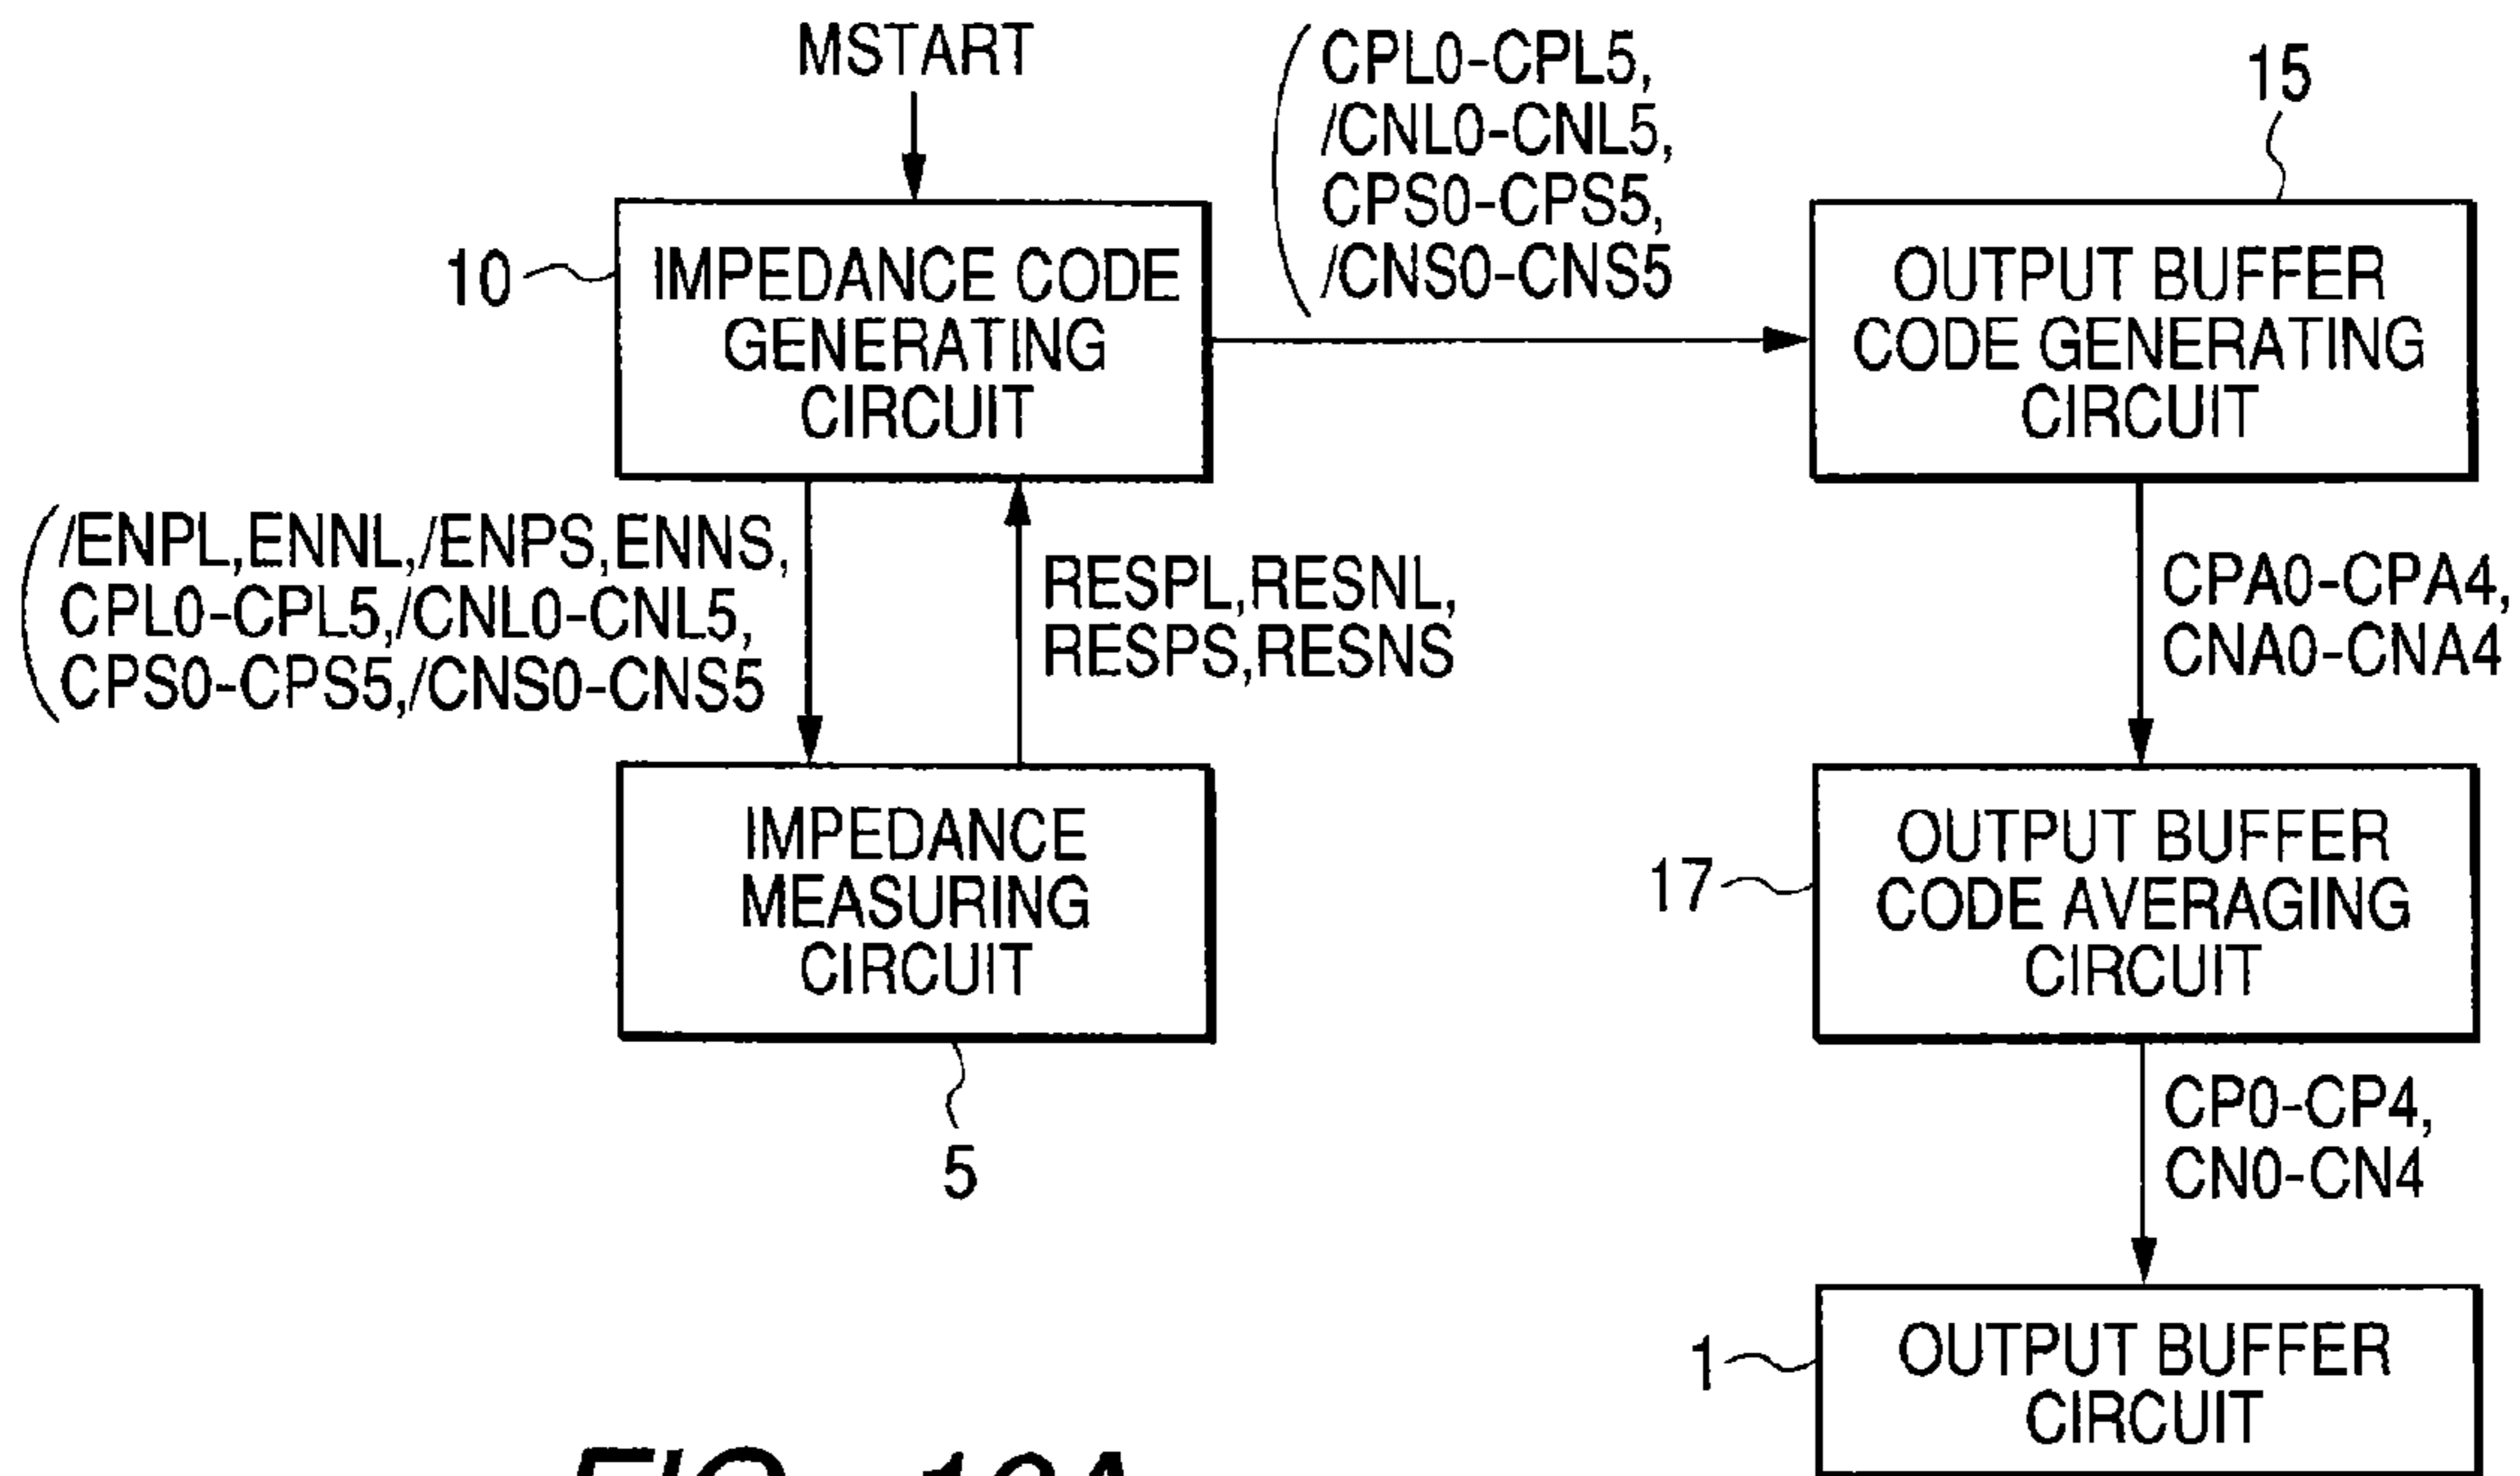 MSTART
CPL0-CPL5,
/CNL0-CNL5,
CPS0-CPS5,
/CNS0-CNS5
15
10
IMPEDANCE CODE
GENERATING
CIRCUIT
OUTPUT BUFFER
CODE GENERATING
CIRCUIT
/ENPL,ENNL,/ENPS,ENNS,
CPL0-CPL5,/CNL0-CNL5,
CPS0-CPS5,/CNS0-CNS5
RESPL,RESNL,
RESPS,RESNS
CPA0-CPA4,
CNA0-CNA4
IMPEDANCE
MEASURING
CIRCUIT
5
17
OUTPUT BUFFER
CODE AVERAGING
CIRCUIT
CP0-CP4,
CN0-CN4
1
OUTPUT BUFFER
CIRCUIT